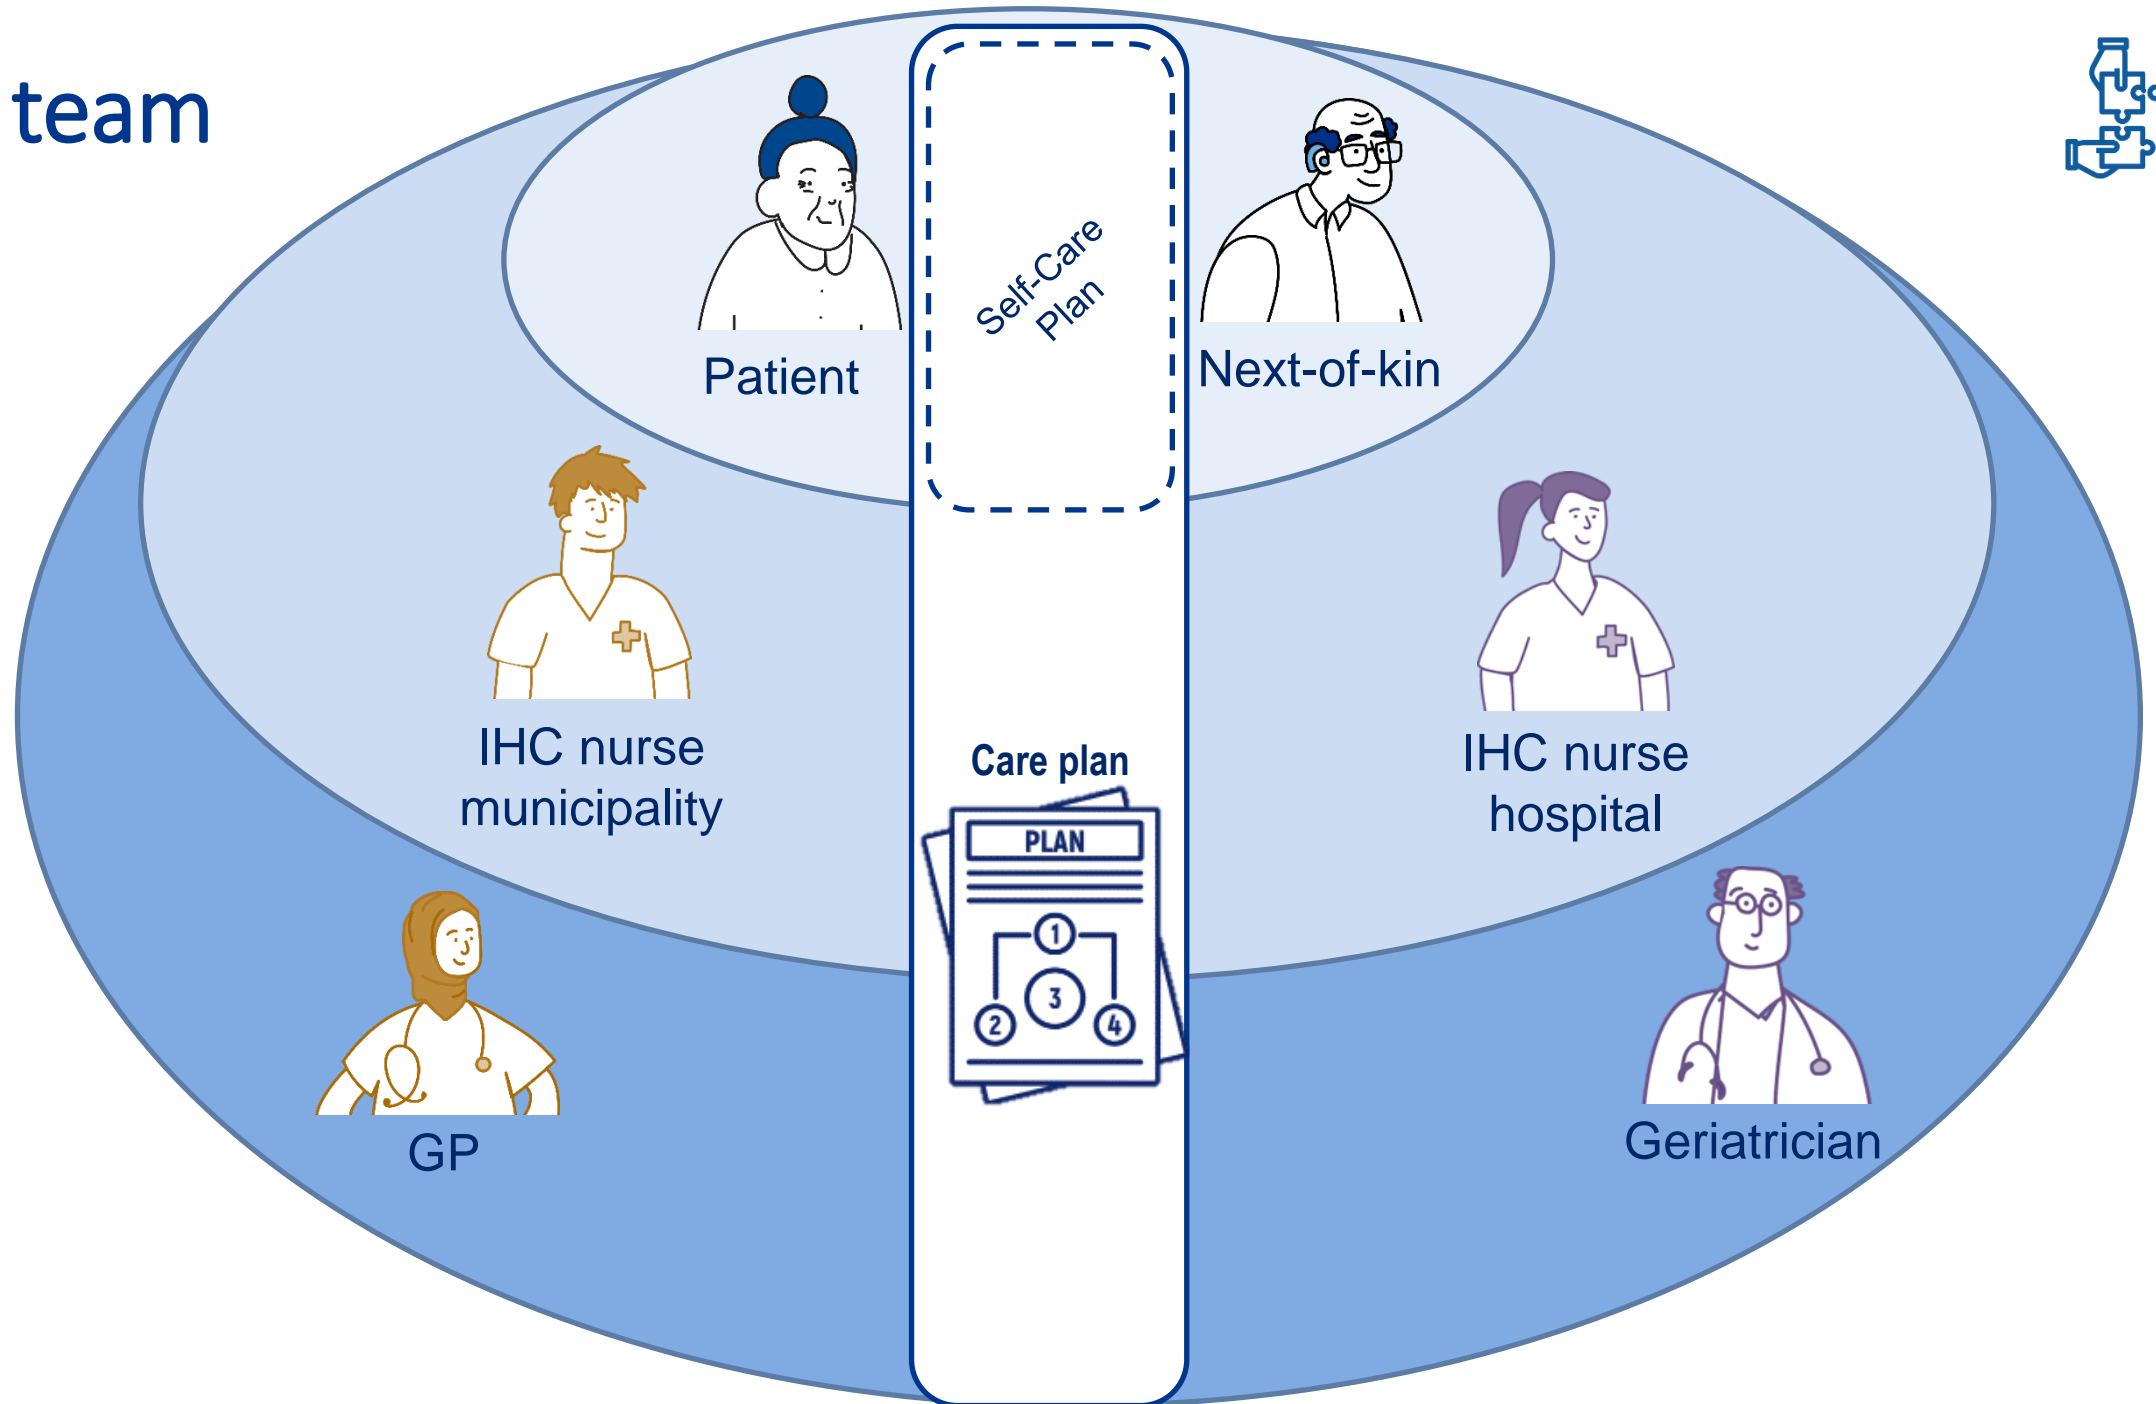 team
Self-Care
Plan
Patient
Next-of-kin
IHC nurse
municipality
IHC nurse
hospital
Care plan
PLAN
1
3
2
4
GP
Geriatrician